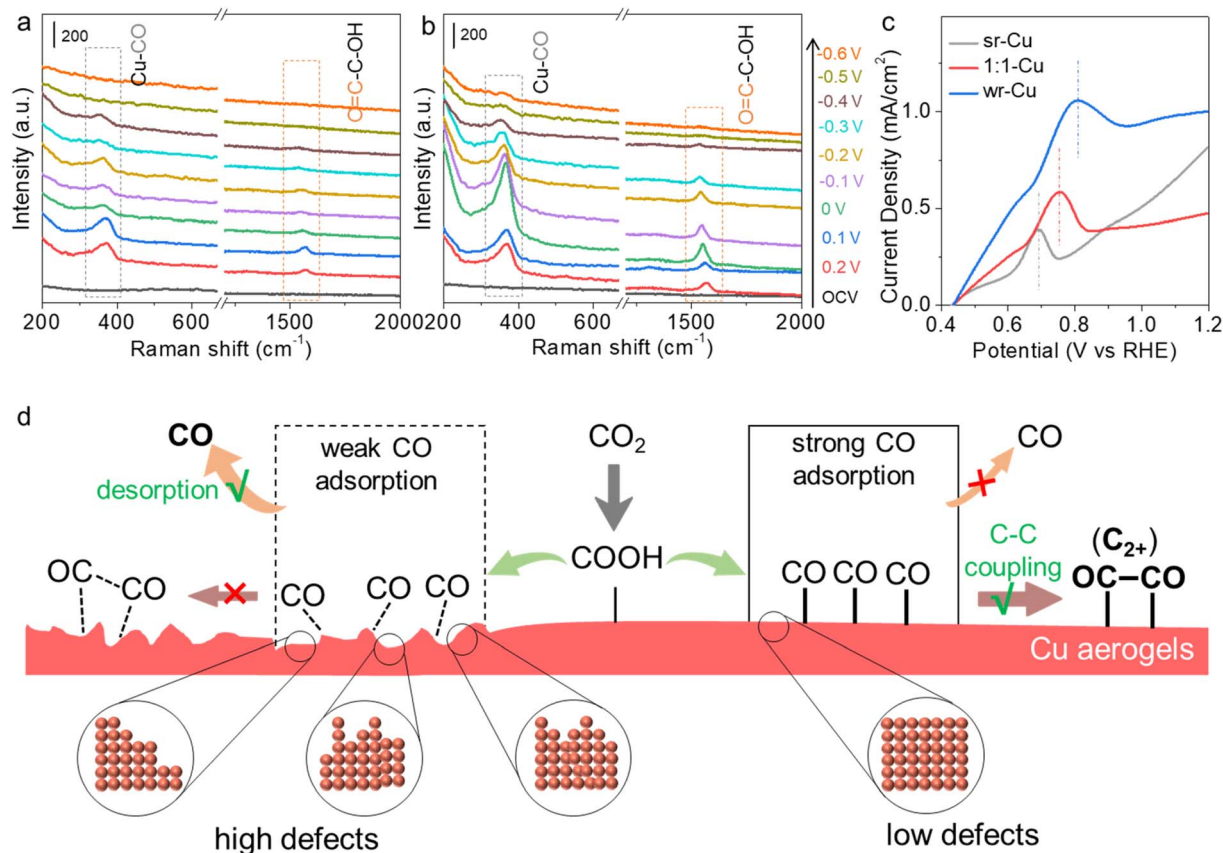 a
200
Cu-CO
O=C-C-OH
Intensity (a.u.)
200
400
600
1500
2000
Raman shift (cm⁻¹)
b
200
Cu-CO
O=C-C-OH
Intensity (a.u.)
-0.6 V
-0.5 V
-0.4 V
-0.3 V
-0.2 V
-0.1 V
0 V
0.1 V
0.2 V
OCV
200
400
600
1500
2000
Raman shift (cm⁻¹)
c
sr-Cu
1:1-Cu
wr-Cu
Current Density (mA/cm²)
1.0
0.5
0.0
0.4
0.6
0.8
1.0
1.2
Potential (V vs RHE)
d
CO
desorption √
weak CO
adsorption
CO₂
COOH
strong CO
adsorption
CO
C-C
coupling
√
(C₂₊)
OC–CO
OC
CO
CO
CO
CO
CO
CO
CO
Cu aerogels
high defects
low defects